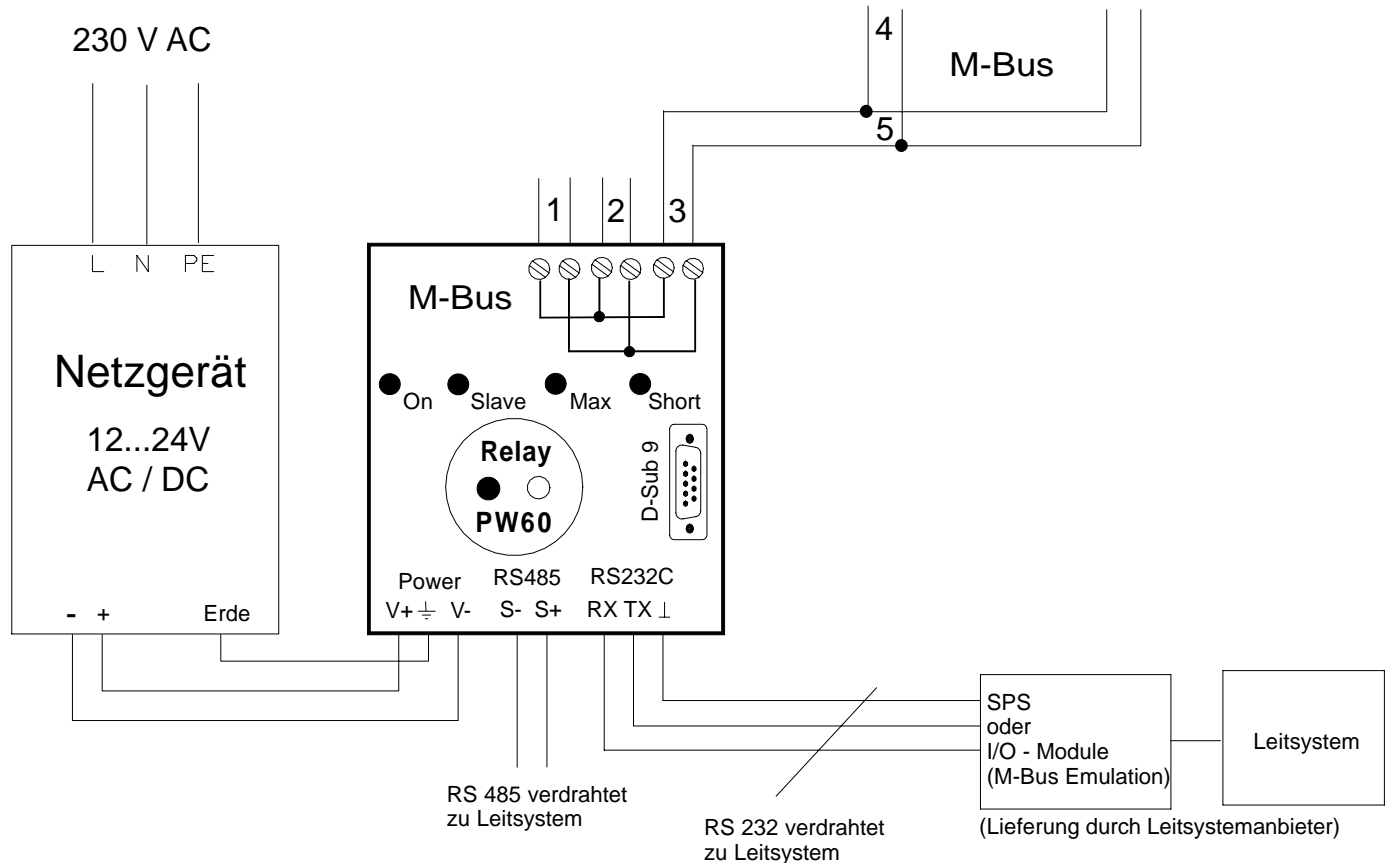 230 V AC
4
M-Bus
5
1 2 3
L N PE
M-Bus
Netzgerät
12...24V
AC / DC
On Slave Max Short
Relay
PW60
D-Sub 9
Power RS485 RS232C
V+ ⏚ V- S- S+ RX TX ⊥
- + Erde
SPS
oder
I/O - Module
(M-Bus Emulation)
Leitsystem
(Lieferung durch Leitsystemanbieter)
RS 485 verdrahtet
zu Leitsystem
RS 232 verdrahtet
zu Leitsystem